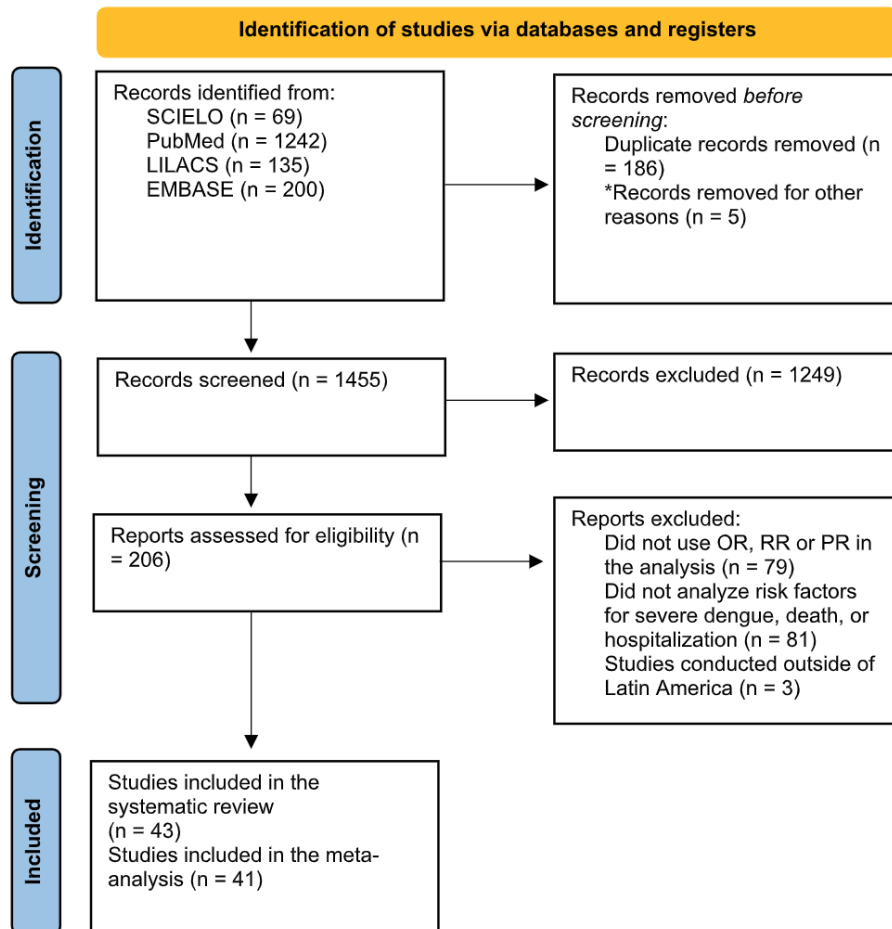 Identification of studies via databases and registers
Identification
Records identified from:
SCIELO (n = 69)
PubMed (n = 1242)
LILACS (n = 135)
EMBASE (n = 200)
Records removed before
screening:
Duplicate records removed (n
= 186)
*Records removed for other
reasons (n = 5)
Screening
Records screened (n = 1455)
Records excluded (n = 1249)
Reports assessed for eligibility (n
= 206)
Reports excluded:
Did not use OR, RR or PR in
the analysis (n = 79)
Did not analyze risk factors
for severe dengue, death, or
hospitalization (n = 81)
Studies conducted outside of
Latin America (n = 3)
Included
Studies included in the
systematic review
(n = 43)
Studies included in the meta-
analysis (n = 41)